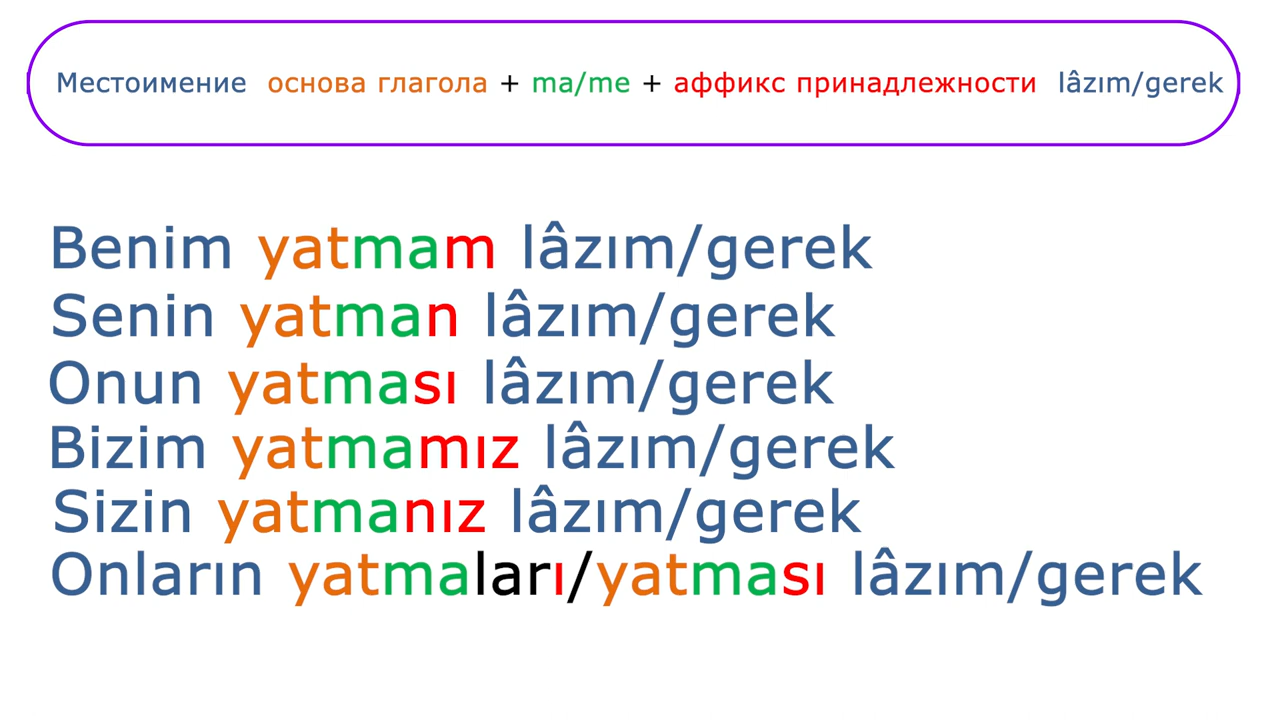 Местоимение основа глагола + ma/me + аффикс принадлежности lâzım/gerek
Benim yatmam lâzım/gerek
Senin yatman lâzım/gerek
Onun yatması lâzım/gerek
Bizim yatmamız lâzım/gerek
Sizin yatmanız lâzım/gerek
Onların yatmaları/yatması lâzım/gerek